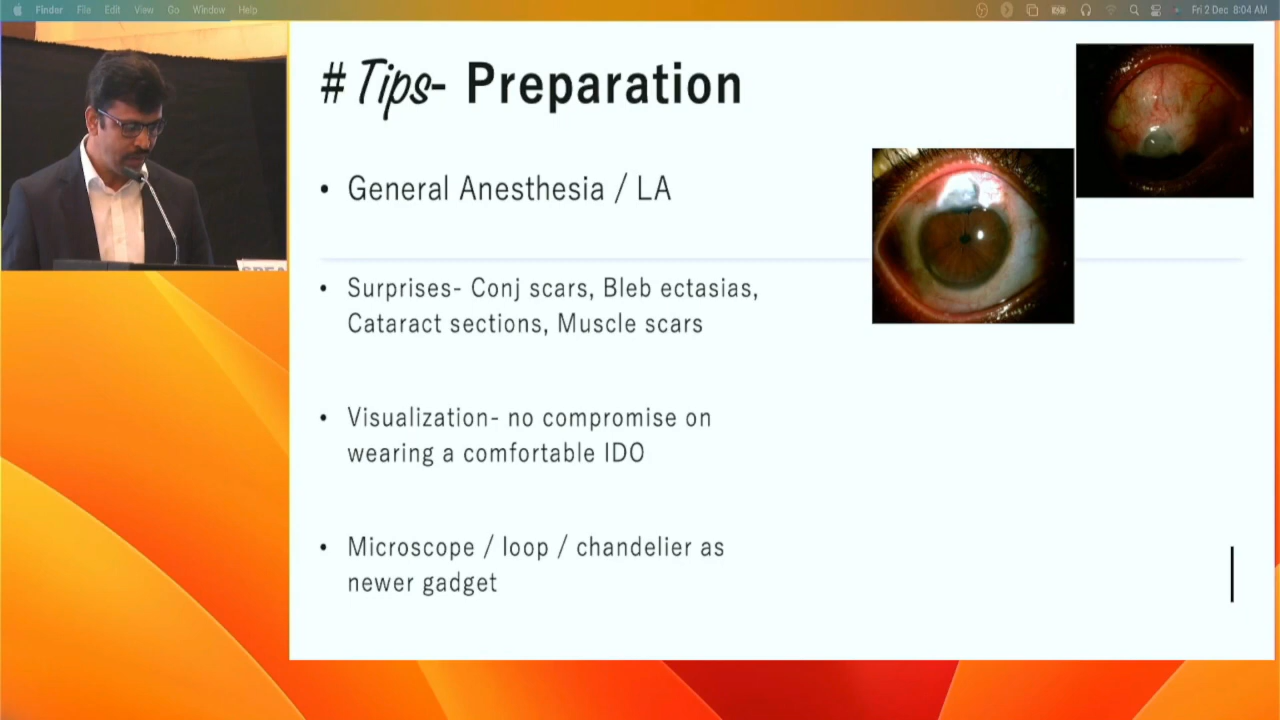 Finder File Edit View Go Window Help
Fri 2 Dec 8:04 AM
# Tips- Preparation
• General Anesthesia / LA
• Surprises- Conj scars, Bleb ectasias,
Cataract sections, Muscle scars
• Visualization- no compromise on
wearing a comfortable IDO
• Microscope / loop / chandelier as
newer gadget